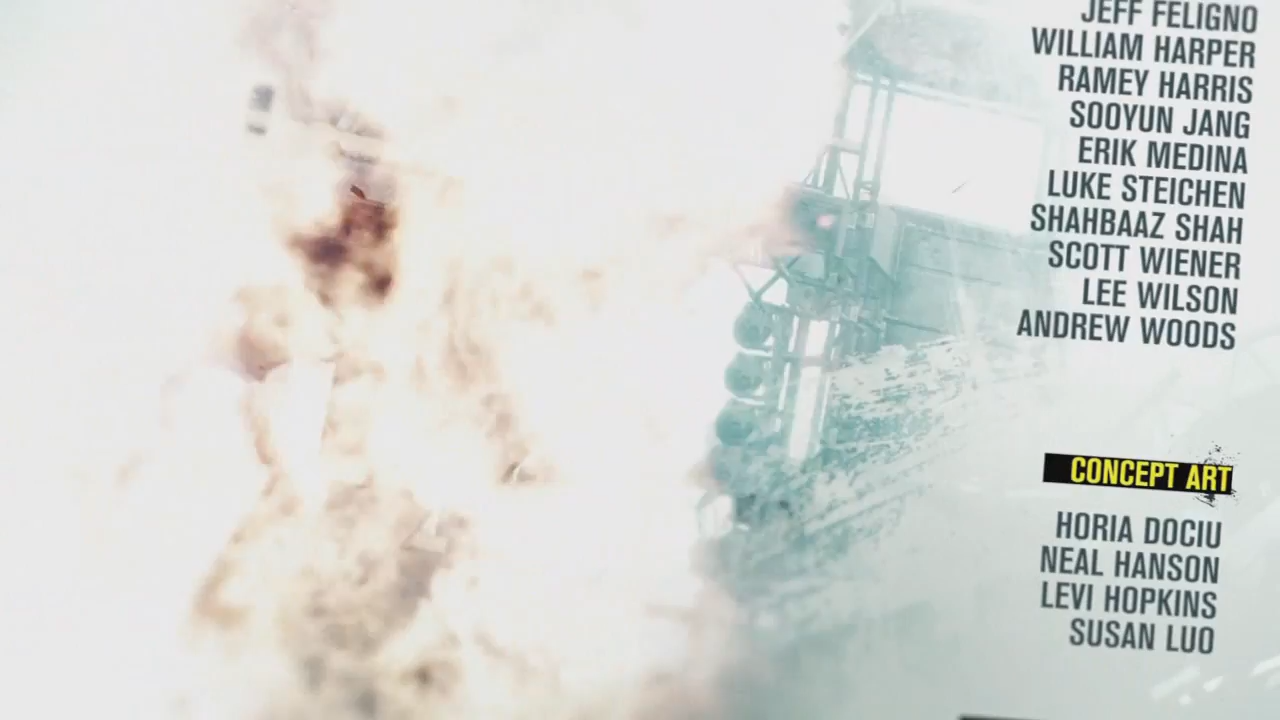 JEFF FELIGNO
WILLIAM HARPER
RAMEY HARRIS
SOOYUN JANG
ERIK MEDINA
LUKE STEICHEN
SHAHBAAZ SHAH
SCOTT WIENER
LEE WILSON
ANDREW WOODS
CONCEPT ART
HORIA DOCIU
NEAL HANSON
LEVI HOPKINS
SUSAN LUO